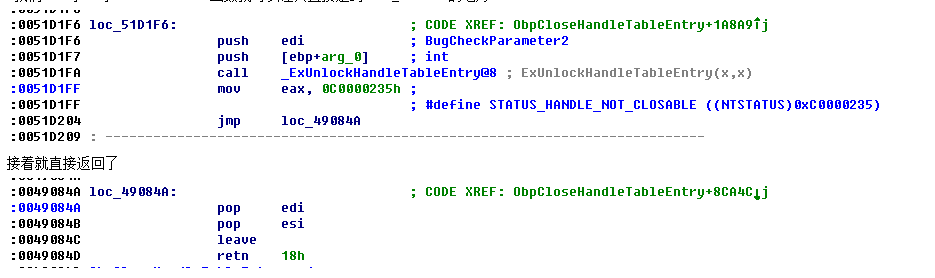 :0051D1F6 loc_51D1F6: ; CODE XREF: ObpCloseHandleTableEntry+1A8A9↑j
:0051D1F6 push edi ; BugCheckParameter2
:0051D1F7 push [ebp+arg_0] ; int
:0051D1FA call _ExUnlockHandleTableEntry@8 ; ExUnlockHandleTableEntry(x,x)
:0051D1FF mov eax, 0C0000235h ;
:0051D1FF ; #define STATUS_HANDLE_NOT_CLOSABLE ((NTSTATUS)0xC0000235)
:0051D204 jmp loc_49084A
:0051D209 ; ---------------------------------------------------------------------------
接着就直接返回了
:0049084A loc_49084A: ; CODE XREF: ObpCloseHandleTableEntry+8CA4C↓j
:0049084A pop edi
:0049084B pop esi
:0049084C leave
:0049084D retn 18h